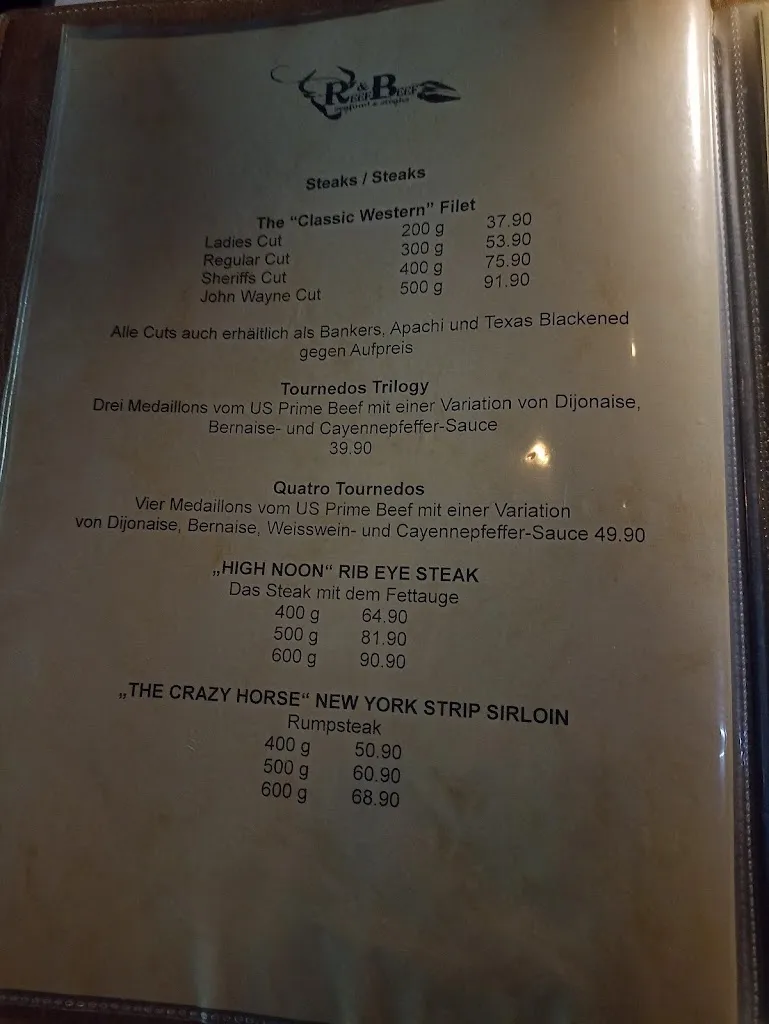 REEF & BEEF
Steaks / Steaks
The "Classic Western" Filet
Ladies Cut 200 g 37.90
Regular Cut 300 g 53.90
Sheriffs Cut 400 g 75.90
John Wayne Cut 500 g 91.90
Alle Cuts auch erhältlich als Bankers, Apachi und Texas Blackened
gegen Aufpreis
Tournedos Trilogy
Drei Medaillons vom US Prime Beef mit einer Variation von Dijonaise,
Bernaise- und Cayennepfeffer-Sauce
39.90
Quatro Tournedos
Vier Medaillons vom US Prime Beef mit einer Variation
von Dijonaise, Bernaise, Weisswein- und Cayennepfeffer-Sauce 49.90
„HIGH NOON“ RIB EYE STEAK
Das Steak mit dem Fettauge
400 g 64.90
500 g 81.90
600 g 90.90
„THE CRAZY HORSE“ NEW YORK STRIP SIRLOIN
Rumpsteak
400 g 50.90
500 g 60.90
600 g 68.90